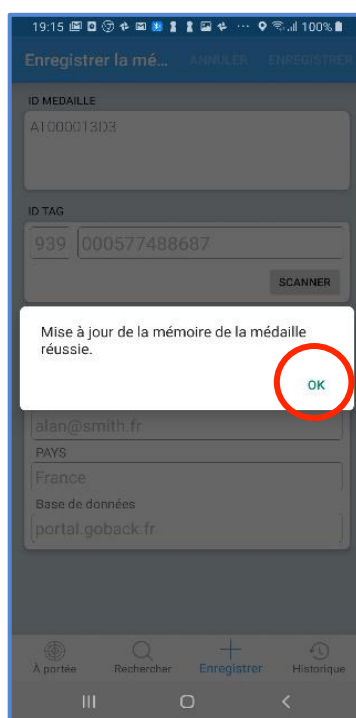 19:15 100%
Enregistrer la mé... ANNULER ENREGISTRER
ID MEDAILLE
A1000013D3
ID TAG
939 000577488687
SCANNER
Mise à jour de la mémoire de la médaille
réussie.
OK
alan@smith.fr
PAYS
France
Base de données
portal.goback.fr
À portée Rechercher Enregistrer Historique